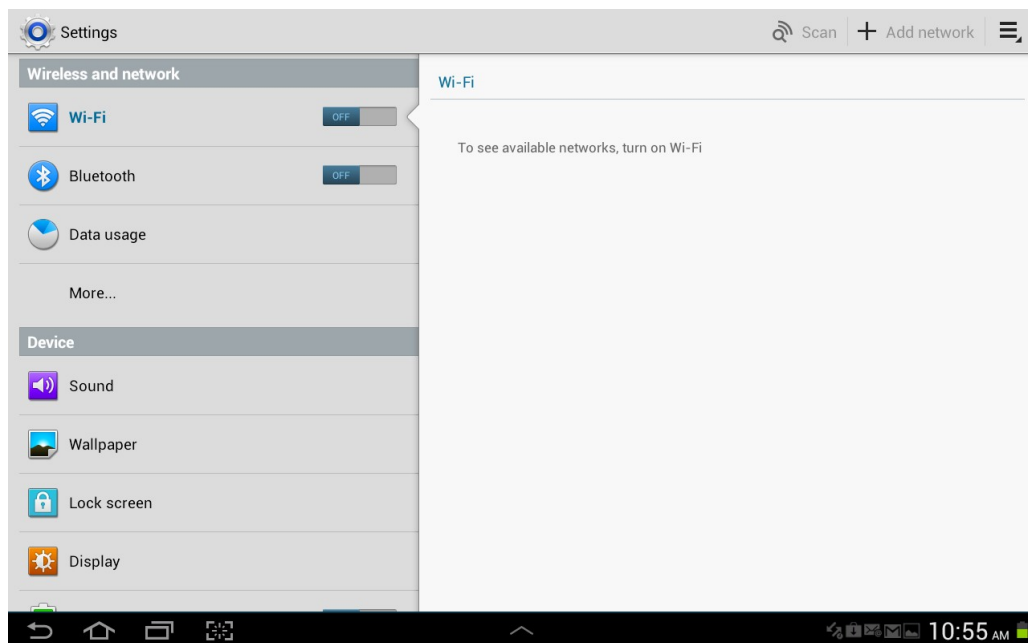 Settings
Scan
Add network
Wireless and network
Wi-Fi
Wi-Fi
OFF
To see available networks, turn on Wi-Fi
Bluetooth
OFF
Data usage
More...
Device
Sound
Wallpaper
Lock screen
Display
10:55 AM